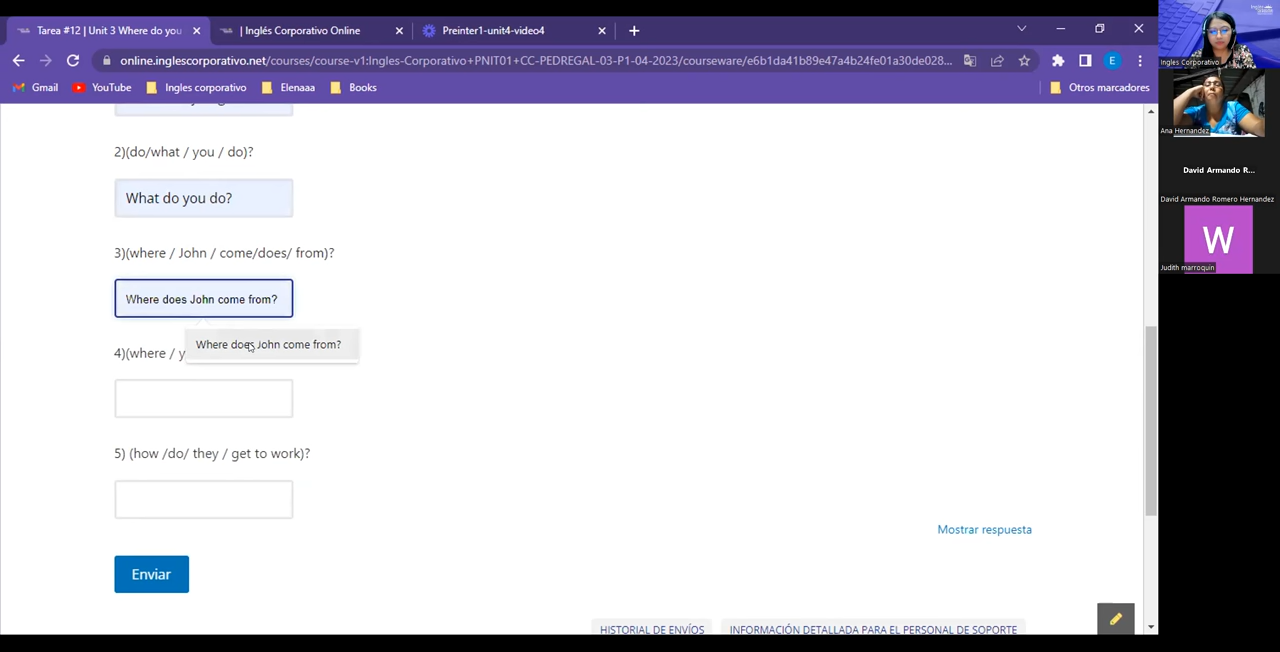 Tarea #12 | Unit 3 Where do you
| Inglés Corporativo Online
Preinter1-unit4-video4
online.inglescorporativo.net/courses/course-v1:Ingles-Corporativo+PNIT01+CC-PEDREGAL-03-P1-04-2023/courseware/e6b1da41b89e47a4b24fe01a30de028...
E
Gmail
YouTube
Ingles corporativo
Elenaaa
Books
Otros marcadores
2)(do/what / you / do)?
What do you do?
3)(where / John / come/does/ from)?
Where does John come from?
Where does John come from?
4)(where / y
5) (how /do/ they / get to work)?
Mostrar respuesta
Enviar
HISTORIAL DE ENVÍOS
INFORMACIÓN DETALLADA PARA EL PERSONAL DE SOPORTE
Ingles Corporativo
Ana Hernandez
David Armando R...
David Armando Romero Hernandez
W
Judith marroquin